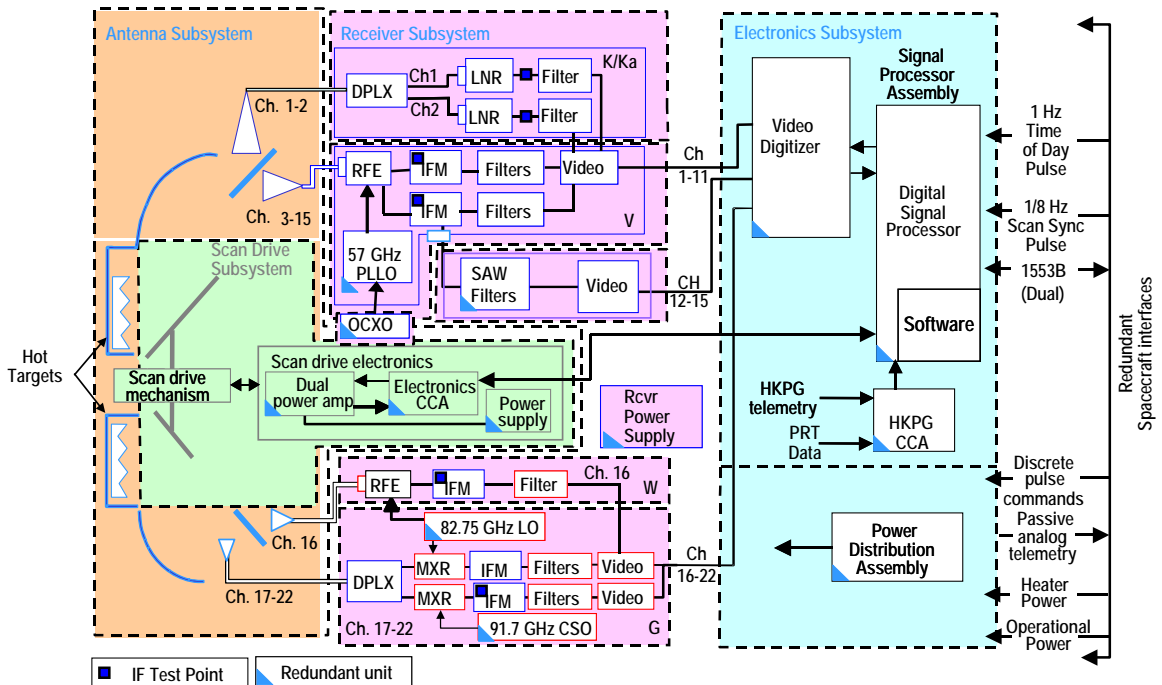 Antenna Subsystem
Ch. 1-2
Ch.
3-15
Scan Drive
Subsystem
Hot
Targets
Scan drive
mechanism
Scan drive electronics
Dual
power amp
Electronics
CCA
Power
supply
Ch. 16
Ch. 17-22
Receiver Subsystem
K/Ka
DPLX
Ch1
Ch2
LNR
Filter
LNR
Filter
RFE
IFM
Filters
Video
IFM
Filters
V
57 GHz
PLLO
OCXO
SAW
Filters
Video
Ch
1-11
CH
12-15
Rcvr
Power
Supply
RFE
IFM
Filter
Ch. 16
W
82.75 GHz LO
DPLX
MXR
IFM
Filters
Video
MXR
IFM
Filters
Video
Ch. 17-22
91.7 GHz CSO
G
Ch
16-22
Electronics Subsystem
Signal
Processor
Assembly
Video
Digitizer
Digital
Signal
Processor
Software
HKPG
telemetry
PRT
Data
HKPG
CCA
Power
Distribution
Assembly
1 Hz
Time
of Day
Pulse
1/8 Hz
Scan Sync
Pulse
1553B
(Dual)
Discrete
pulse
commands
Passive
analog
telemetry
Heater
Power
Operational
Power
Redundant
Spacecraft Interfaces
IF Test Point
Redundant unit